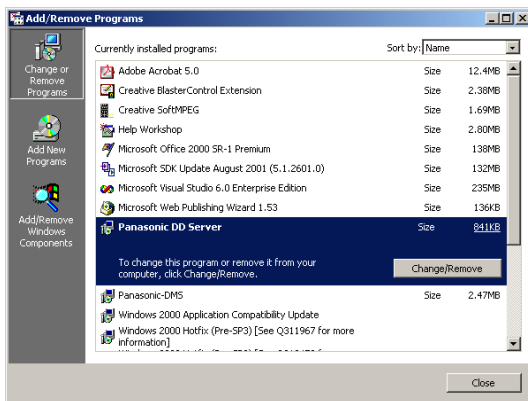 Add/Remove Programs
Change or
Remove
Programs
Add New
Programs
Add/Remove
Windows
Components
Currently installed programs:
Sort by: Name
Adobe Acrobat 5.0 Size 12.4MB
Creative BlasterControl Extension Size 2.38MB
Creative SoftMPEG Size 1.69MB
Help Workshop Size 2.80MB
Microsoft Office 2000 SR-1 Premium Size 138MB
Microsoft SDK Update August 2001 (5.1.2601.0) Size 132MB
Microsoft Visual Studio 6.0 Enterprise Edition Size 235MB
Microsoft Web Publishing Wizard 1.53 Size 136KB
Panasonic DD Server Size 841KB
To change this program or remove it from your
computer, click Change/Remove.
Change/Remove
Panasonic-DMS Size 2.47MB
Windows 2000 Application Compatibility Update
Windows 2000 Hotfix (Pre-SP3) [See Q311967 for more
information]
Close